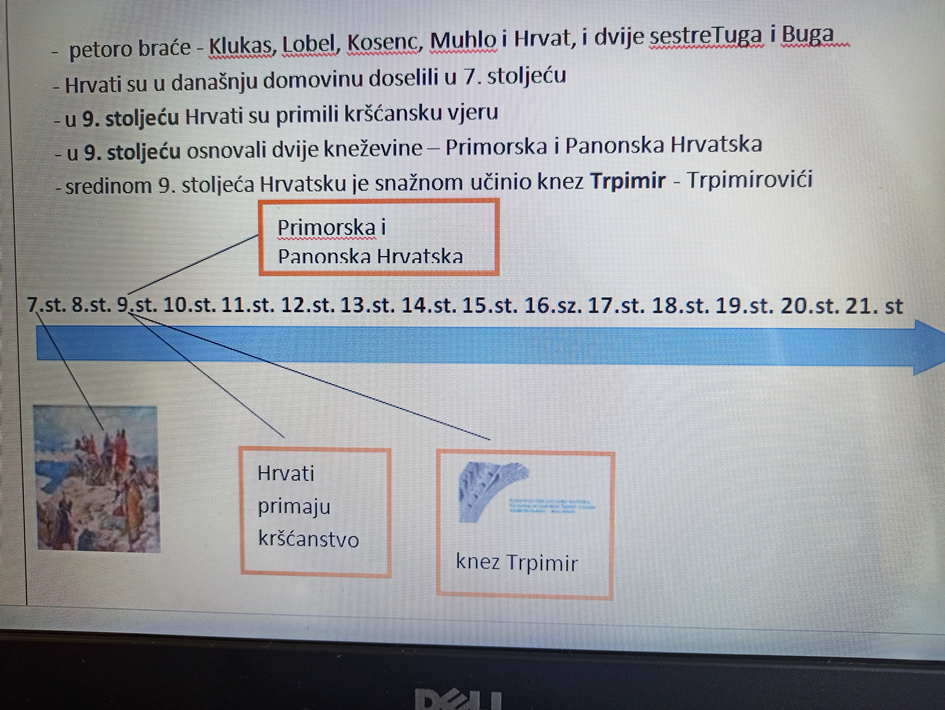 - petoro braće - Klukas, Lobel, Kosenc, Muhlo i Hrvat, i dvije sestreTuga i Buga
- Hrvati su u današnju domovinu doselili u 7. stoljeću
- u 9. stoljeću Hrvati su primili kršćansku vjeru
- u 9. stoljeću osnovali dvije kneževine – Primorska i Panonska Hrvatska
- sredinom 9. stoljeća Hrvatsku je snažnom učinio knez Trpimir - Trpimirovići
Primorska i
Panonska Hrvatska
7.st. 8.st. 9.st. 10.st. 11.st. 12.st. 13.st. 14.st. 15.st. 16.sz. 17.st. 18.st. 19.st. 20.st. 21. st
Hrvati
primaju
kršćanstvo
knez Trpimir
DELL